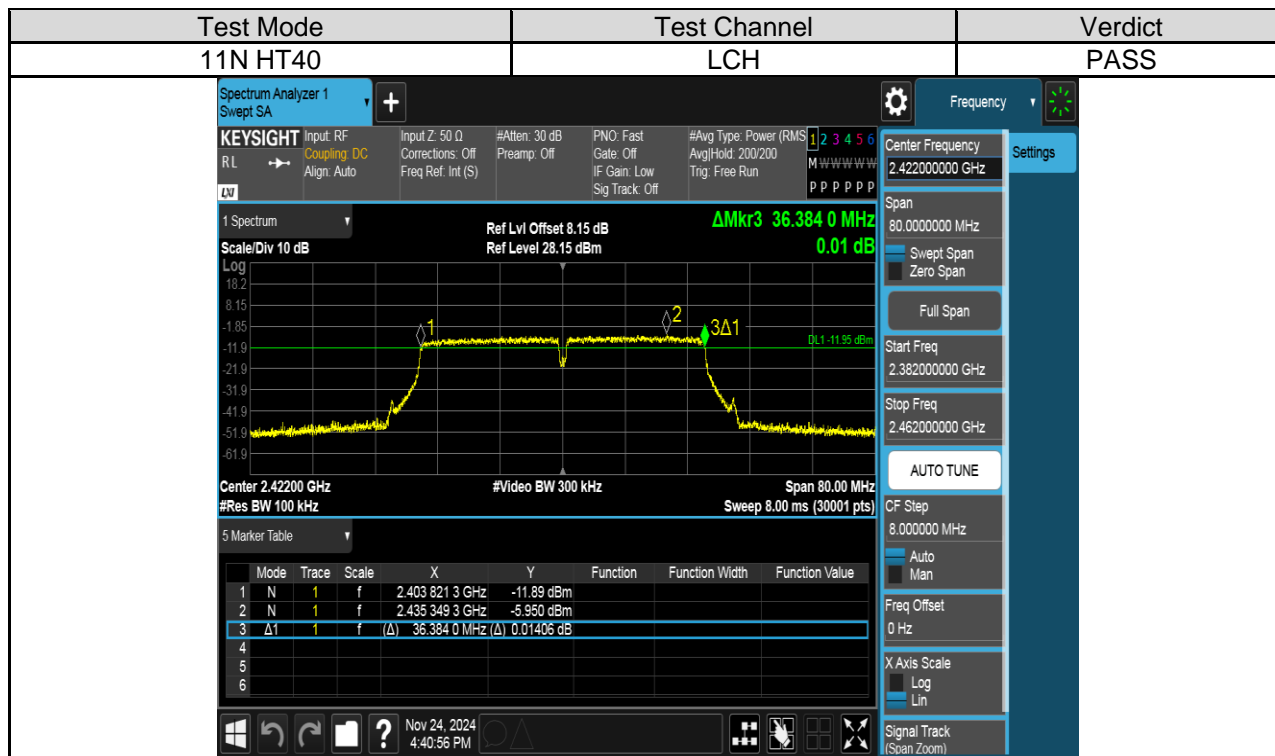 Test Mode Test Channel Verdict
11N HT40 LCH PASS
Spectrum Analyzer 1
Swept SA
+
Frequency
KEYSIGHT Input: RF Input Z: 50 Ω #Atten: 30 dB PNO: Fast #Avg Type: Power (RMS 1 2 3 4 5 6
RL Coupling: DC Corrections: Off Preamp: Off Gate: Off Avg|Hold: 200/200 M W W W W W
Align: Auto Freq Ref: Int (S) IF Gain: Low Trig: Free Run
LXI Sig Track: Off P P P P P P
Center Frequency
2.422000000 GHz
Settings
Span
80.0000000 MHz
Swept Span
Zero Span
Full Span
Start Freq
2.382000000 GHz
Stop Freq
2.462000000 GHz
AUTO TUNE
CF Step
8.000000 MHz
Auto
Man
Freq Offset
0 Hz
X Axis Scale
Log
Lin
Signal Track
(Span Zoom)
1 Spectrum
Ref Lvl Offset 8.15 dB ΔMkr3 36.384 0 MHz
Scale/Div 10 dB Ref Level 28.15 dBm 0.01 dB
Log
18.2
8.15
-1.85
-11.9
-21.9
-31.9
-41.9
-51.9
-61.9
1
2
3Δ1
DL1 -11.95 dBm
Center 2.42200 GHz #Video BW 300 kHz Span 80.00 MHz
#Res BW 100 kHz Sweep 8.00 ms (30001 pts)
5 Marker Table
Mode Trace Scale X Y Function Function Width Function Value
1 N 1 f 2.403 821 3 GHz -11.89 dBm
2 N 1 f 2.435 349 3 GHz -5.950 dBm
3 Δ1 1 f (Δ) 36.384 0 MHz (Δ) 0.01406 dB
4
5
6
?
Nov 24, 2024
4:40:56 PM